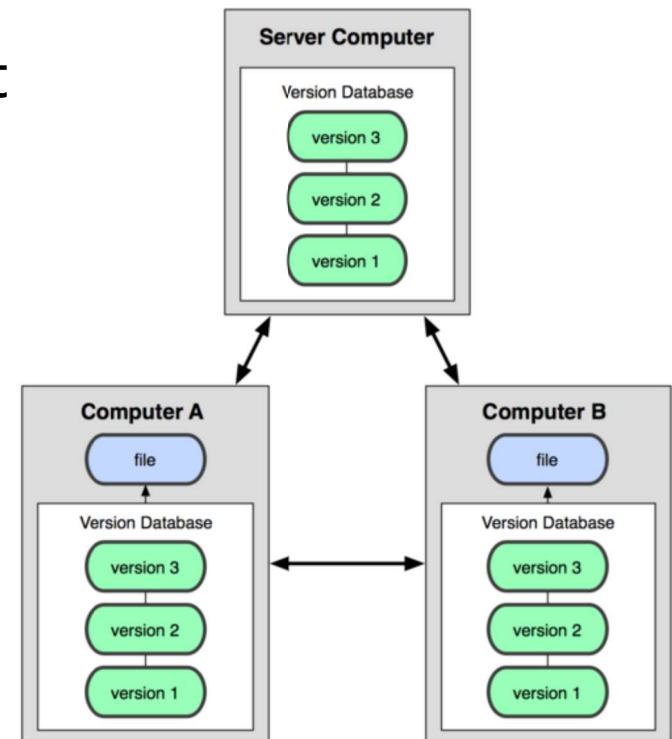 t
Server Computer
Version Database
version 3
version 2
version 1
Computer A
file
Version Database
version 3
version 2
version 1
Computer B
file
Version Database
version 3
version 2
version 1